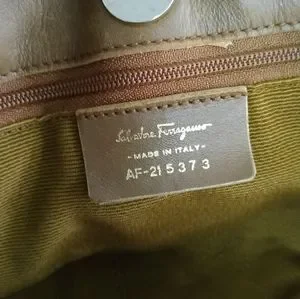 Salvatore Ferragamo
- MADE IN ITALY -
AF-21 5373